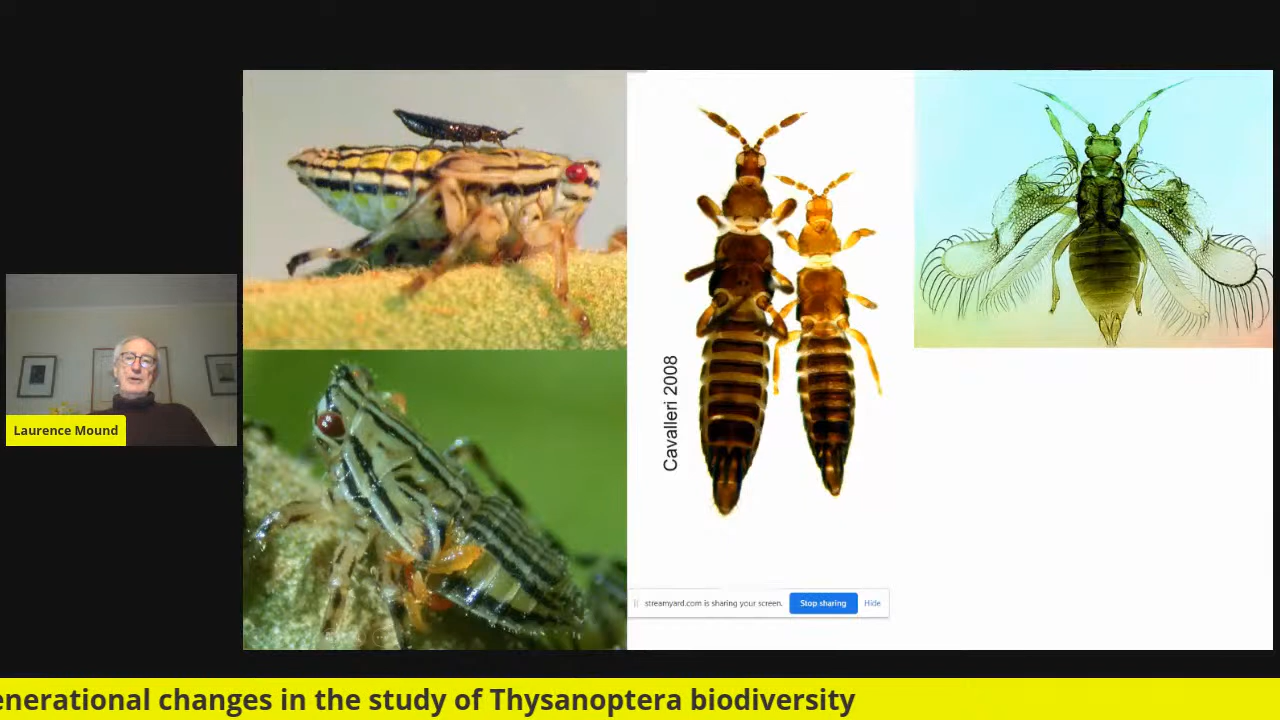 Laurence Mound
Cavalleri 2008
streamyard.com is sharing your screen.
Stop sharing
Hide
enerational changes in the study of Thysanoptera biodiversity